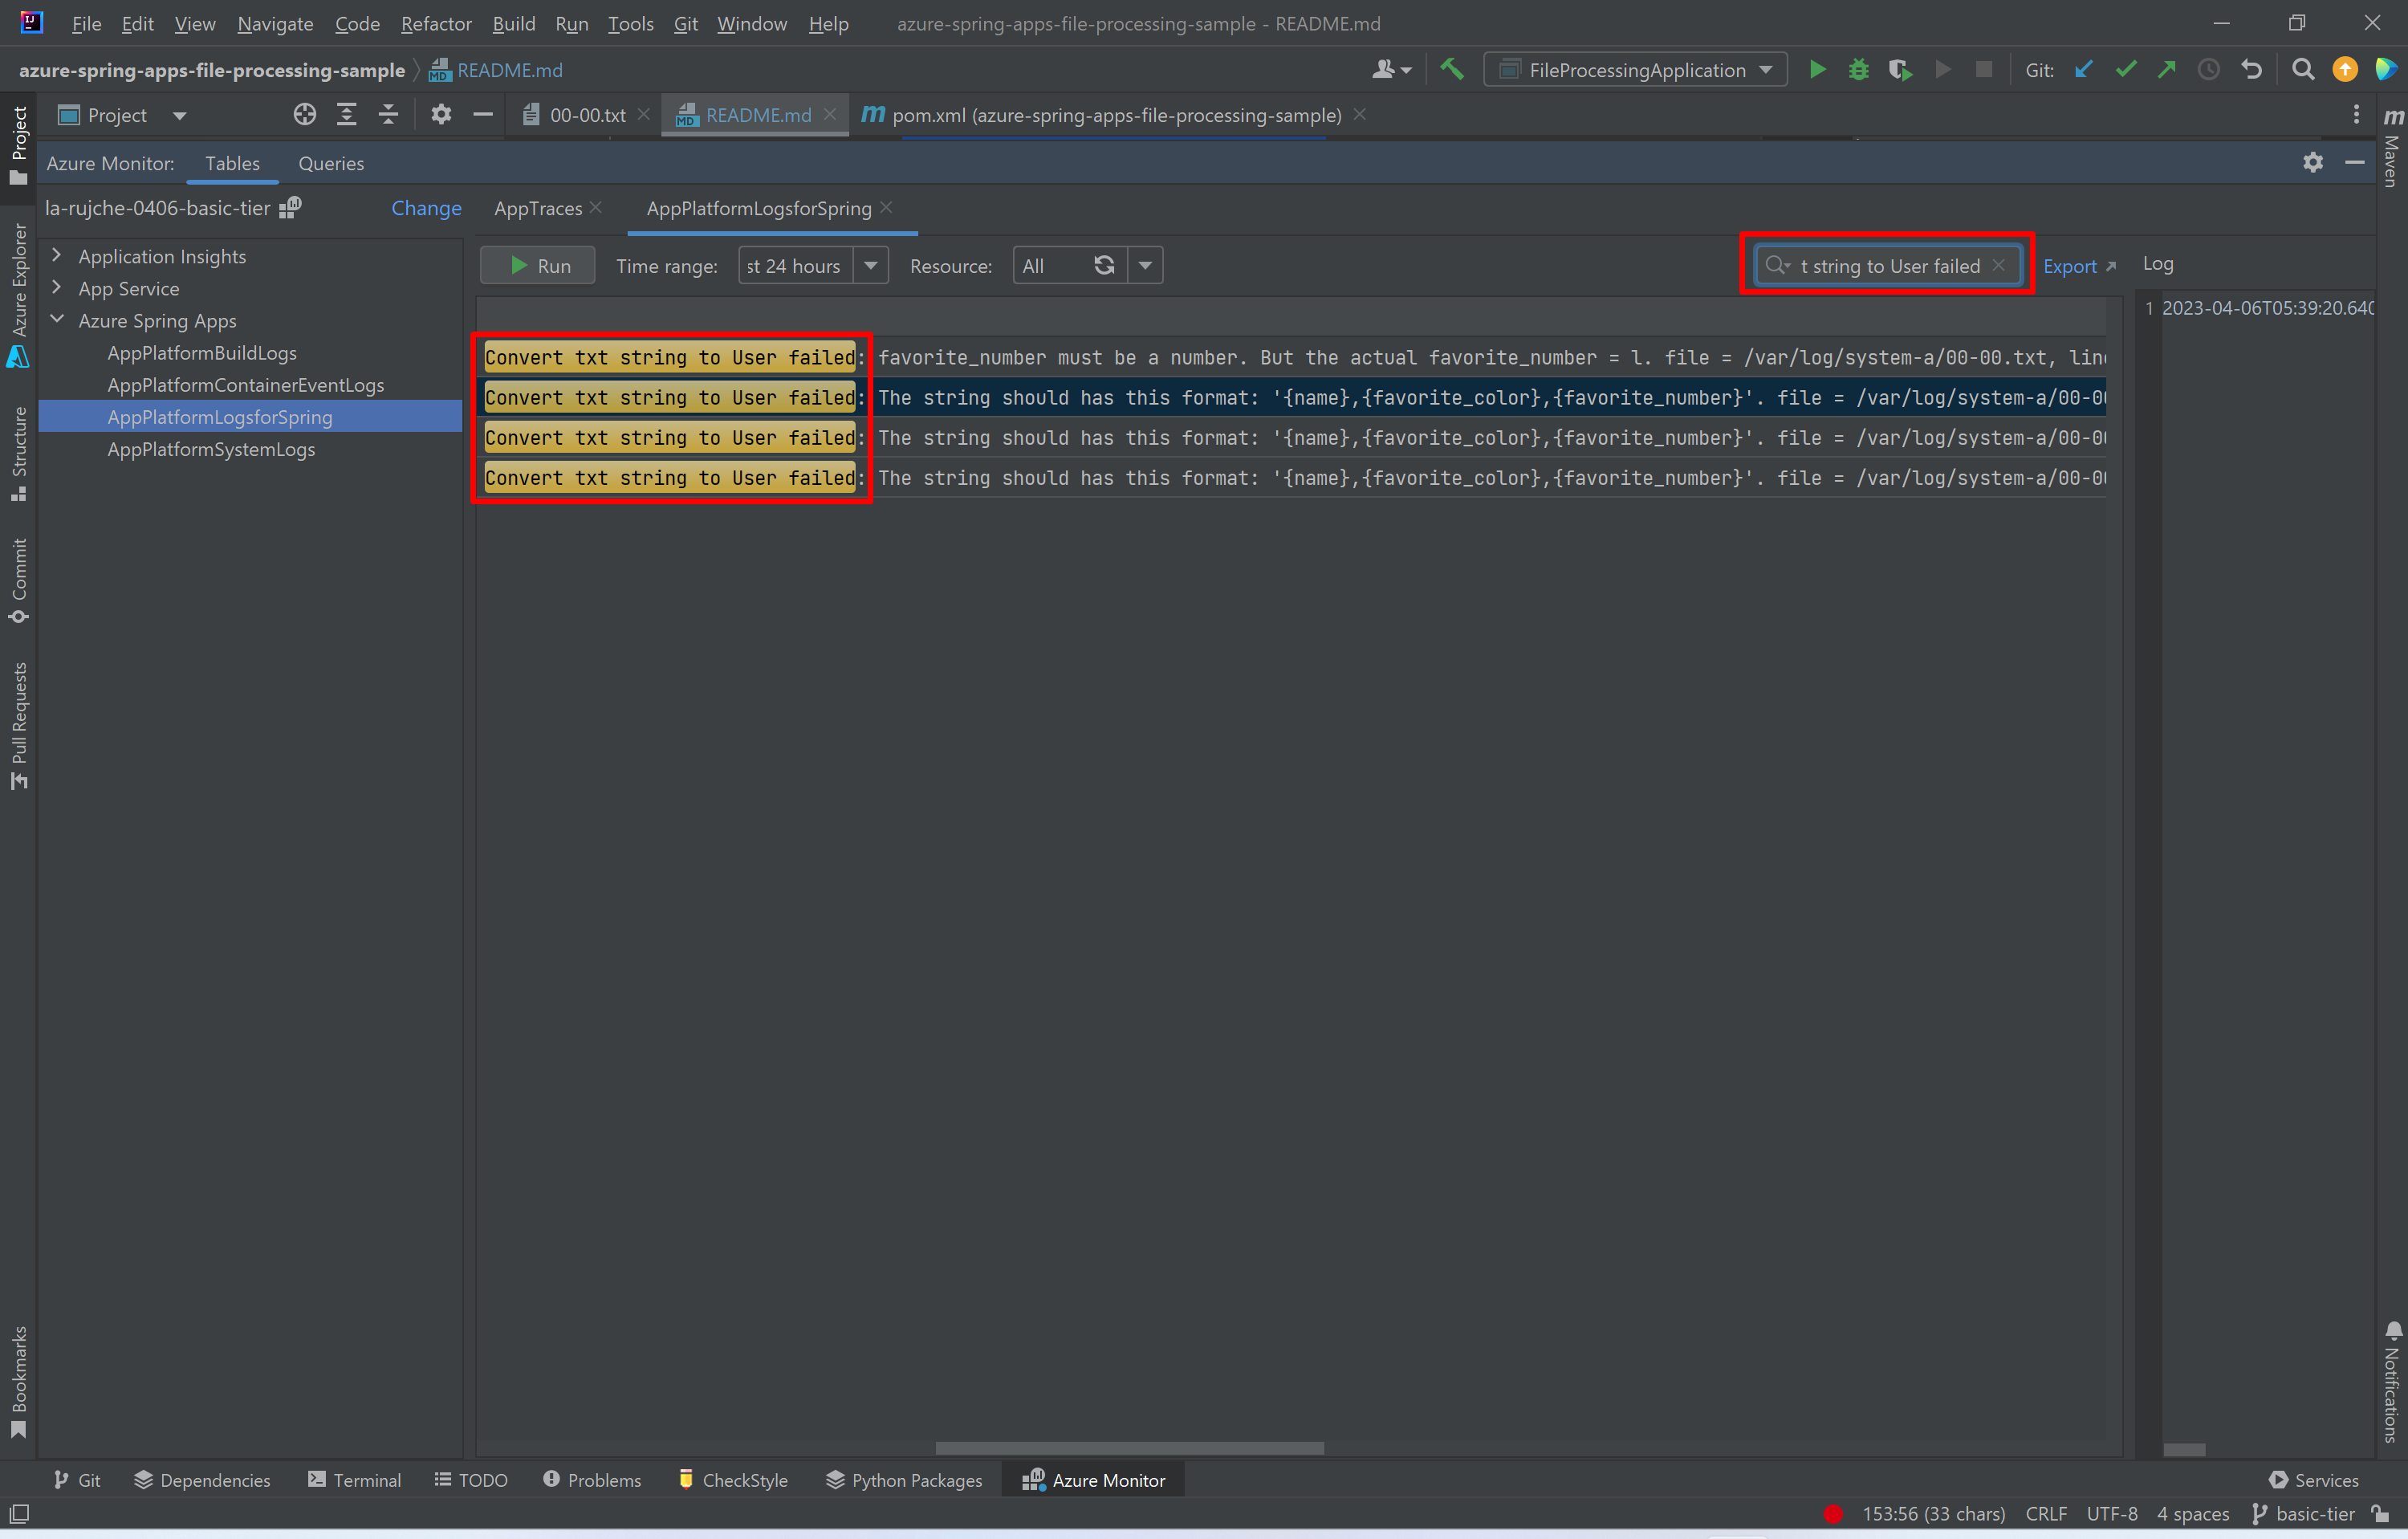 File Edit View Navigate Code Refactor Build Run Tools Git Window Help azure-spring-apps-file-processing-sample - README.md
azure-spring-apps-file-processing-sample README.md FileProcessingApplication Git:
Project 00-00.txt README.md pom.xml (azure-spring-apps-file-processing-sample)
Azure Monitor: Tables Queries
la-rujche-0406-basic-tier Change AppTraces AppPlatformLogsforSpring
Run Time range: st 24 hours Resource: All t string to User failed Export Log
Application Insights
App Service
Azure Spring Apps
AppPlatformBuildLogs
AppPlatformContainerEventLogs
AppPlatformLogsforSpring
AppPlatformSystemLogs
Convert txt string to User failed: favorite_number must be a number. But the actual favorite_number = l. file = /var/log/system-a/00-00.txt, line
Convert txt string to User failed: The string should has this format: '{name},{favorite_color},{favorite_number}'. file = /var/log/system-a/00-00
Convert txt string to User failed: The string should has this format: '{name},{favorite_color},{favorite_number}'. file = /var/log/system-a/00-00
Convert txt string to User failed: The string should has this format: '{name},{favorite_color},{favorite_number}'. file = /var/log/system-a/00-00
1 2023-04-06T05:39:20.640
Project
Azure Explorer
Structure
Commit
Pull Requests
Bookmarks
Maven
Notifications
Git Dependencies Terminal TODO Problems CheckStyle Python Packages Azure Monitor Services
153:56 (33 chars) CRLF UTF-8 4 spaces basic-tier